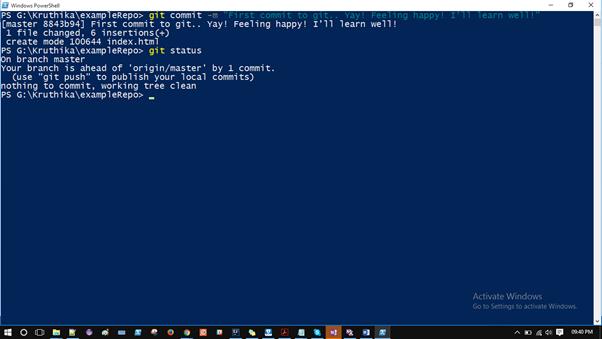 Windows PowerShell
PS G:\Kruthika\exampleRepo> git commit -m "First commit to git.. Yay! Feeling happy! I'll learn well!"
[master 8843b94] First commit to git.. Yay! Feeling happy! I'll learn well!
1 file changed, 6 insertions(+)
create mode 100644 index.html
PS G:\Kruthika\exampleRepo> git status
On branch master
Your branch is ahead of 'origin/master' by 1 commit.
(use "git push" to publish your local commits)
nothing to commit, working tree clean
PS G:\Kruthika\exampleRepo>
Activate Windows
Go to Settings to activate Windows.
09:40 PM